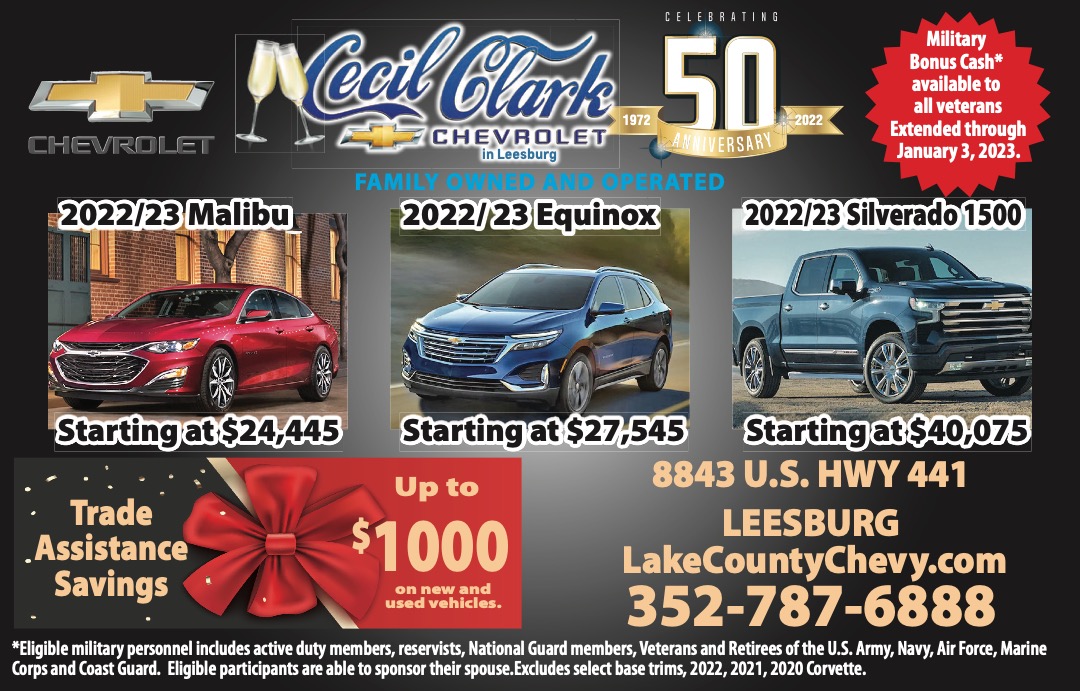 CHEVROLET
Cecil Clark
CHEVROLET
in Leesburg
CELEBRATING
50
1972
ANNIVERSARY
2022
Military
Bonus Cash*
available to
all veterans
Extended through
January 3, 2023.
FAMILY OWNED AND OPERATED
2022/23 Malibu
Starting at $24,445
2022/ 23 Equinox
Starting at $27,545
2022/23 Silverado 1500
Starting at $40,075
Trade
Assistance
Savings
Up to
$1000
on new and
used vehicles.
8843 U.S. HWY 441
LEESBURG
LakeCountyChevy.com
352-787-6888
*Eligible military personnel includes active duty members, reservists, National Guard members, Veterans and Retirees of the U.S. Army, Navy, Air Force, Marine
Corps and Coast Guard.  Eligible participants are able to sponsor their spouse.Excludes select base trims, 2022, 2021, 2020 Corvette.